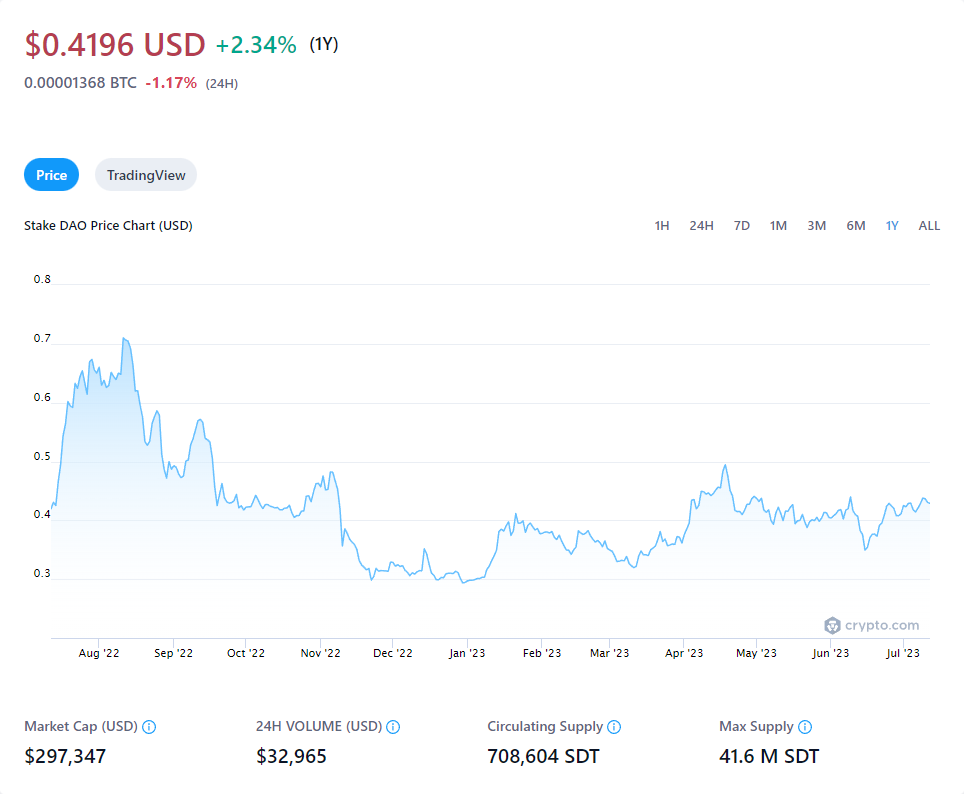 $0.4196 USD +2.34% (1Y)
0.00001368 BTC -1.17% (24H)
Price TradingView
Stake DAO Price Chart (USD) 1H 24H 7D 1M 3M 6M 1Y ALL
0.8
0.7
0.6
0.5
0.4
0.3
crypto.com
Aug '22 Sep '22 Oct '22 Nov '22 Dec '22 Jan '23 Feb '23 Mar '23 Apr '23 May '23 Jun '23 Jul '23
Market Cap (USD) 24H VOLUME (USD) Circulating Supply Max Supply
$297,347 $32,965 708,604 SDT 41.6 M SDT